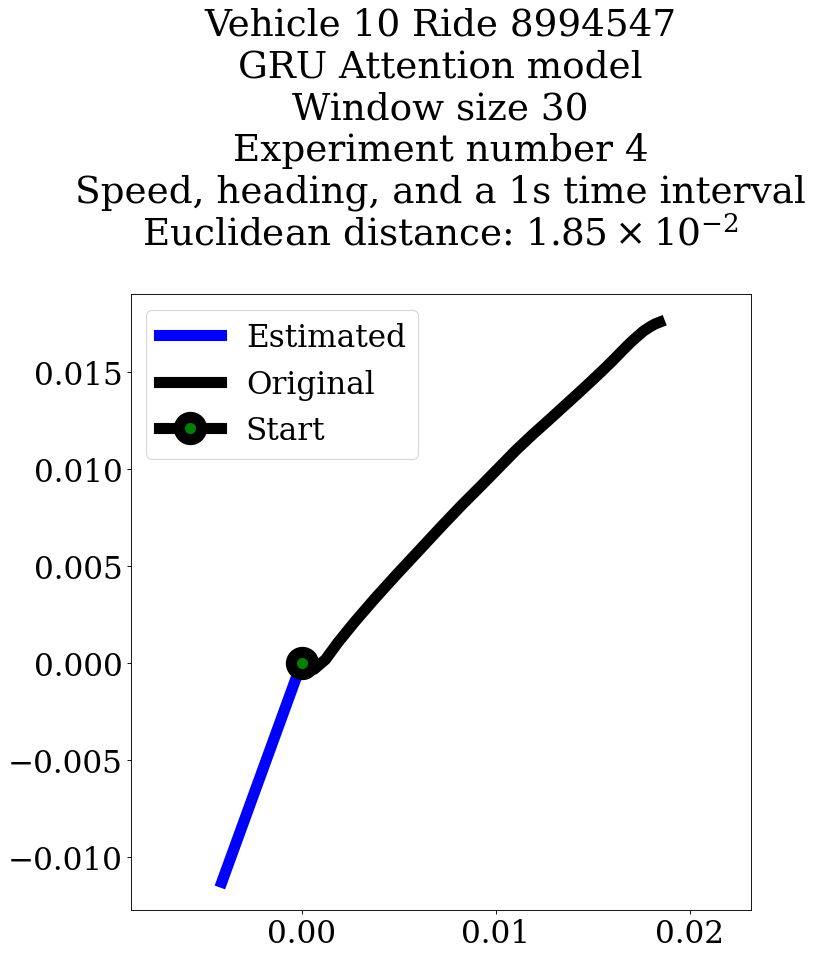 Vehicle 10 Ride 8994547
GRU Attention model
Window size 30
Experiment number 4
Speed, heading, and a 1s time interval
Euclidean distance: 1.85 × 10⁻²
Estimated
Original
Start
0.015
0.010
0.005
0.000
−0.005
−0.010
0.00 0.01 0.02